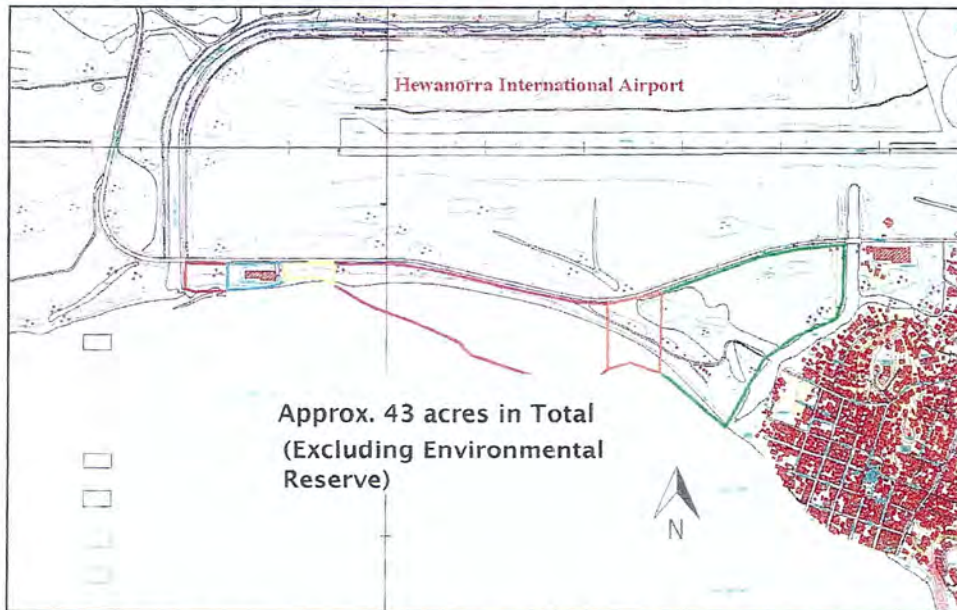 Hewanorra International Airport
Approx. 43 acres in Total
(Excluding Environmental
Reserve)
N